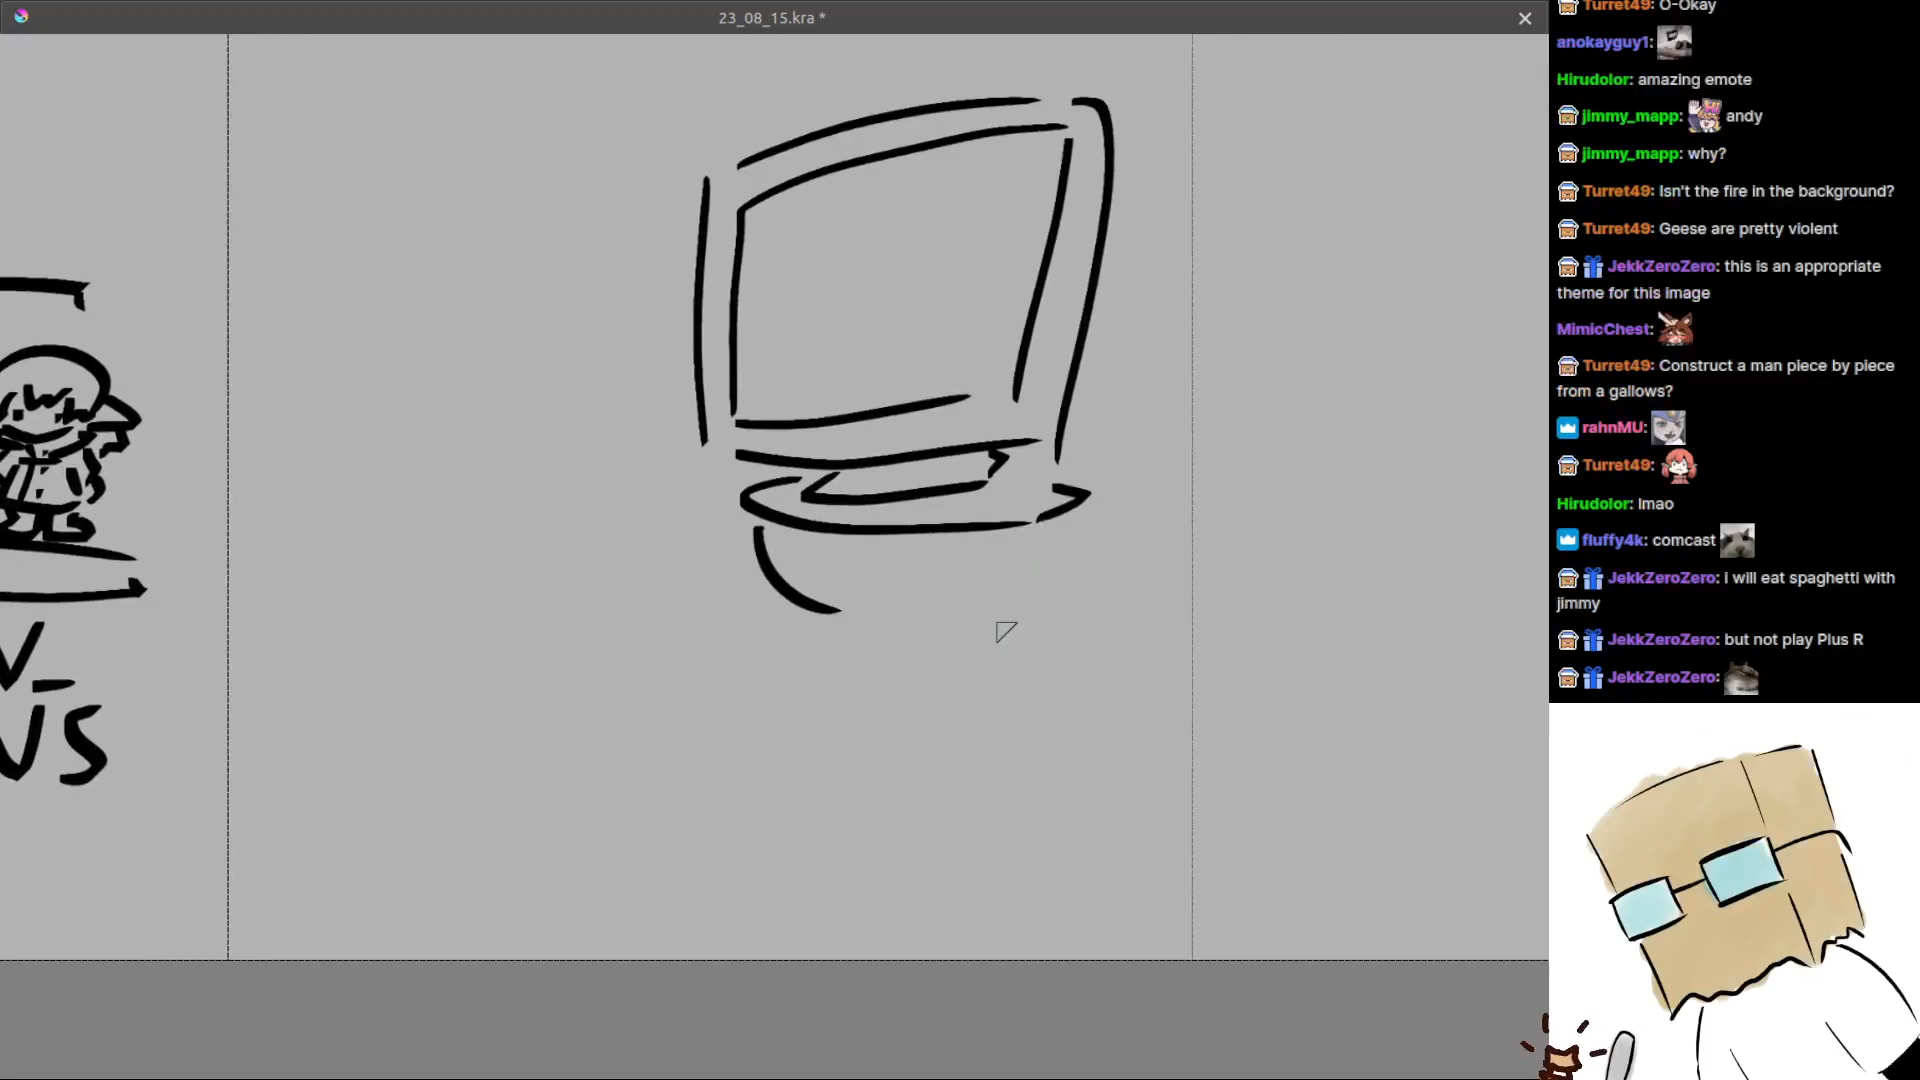 23_08_15.kra *
Turret49: O-Okay
anokayguy1:
Hirudolor: amazing emote
jimmy_mapp: andy
jimmy_mapp: why?
Turret49: Isn't the fire in the background?
Turret49: Geese are pretty violent
JekkZeroZero: this is an appropriate
theme for this image
MimicChest:
Turret49: Construct a man piece by piece
from a gallows?
rahnMU:
Turret49:
Hirudolor: lmao
fluffy4k: comcast
JekkZeroZero: i will eat spaghetti with
jimmy
JekkZeroZero: but not play Plus R
JekkZeroZero: